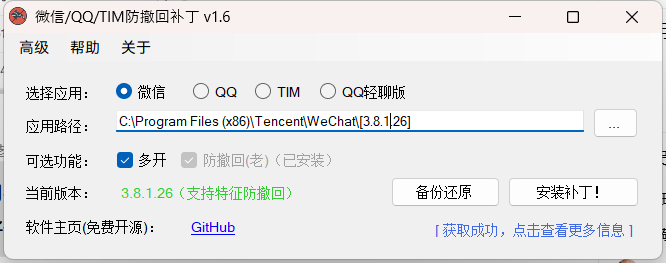 微信/QQ/TIM防撤回补丁 v1.6
高级 帮助 关于
选择应用： 微信 QQ TIM QQ轻聊版
应用路径： C:\Program Files (x86)\Tencent\WeChat\[3.8.1.26] ...
可选功能： 多开 防撤回(老)（已安装）
当前版本： 3.8.1.26（支持特征防撤回） 备份还原 安装补丁！
软件主页(免费开源)： GitHub [ 获取成功，点击查看更多信息 ]